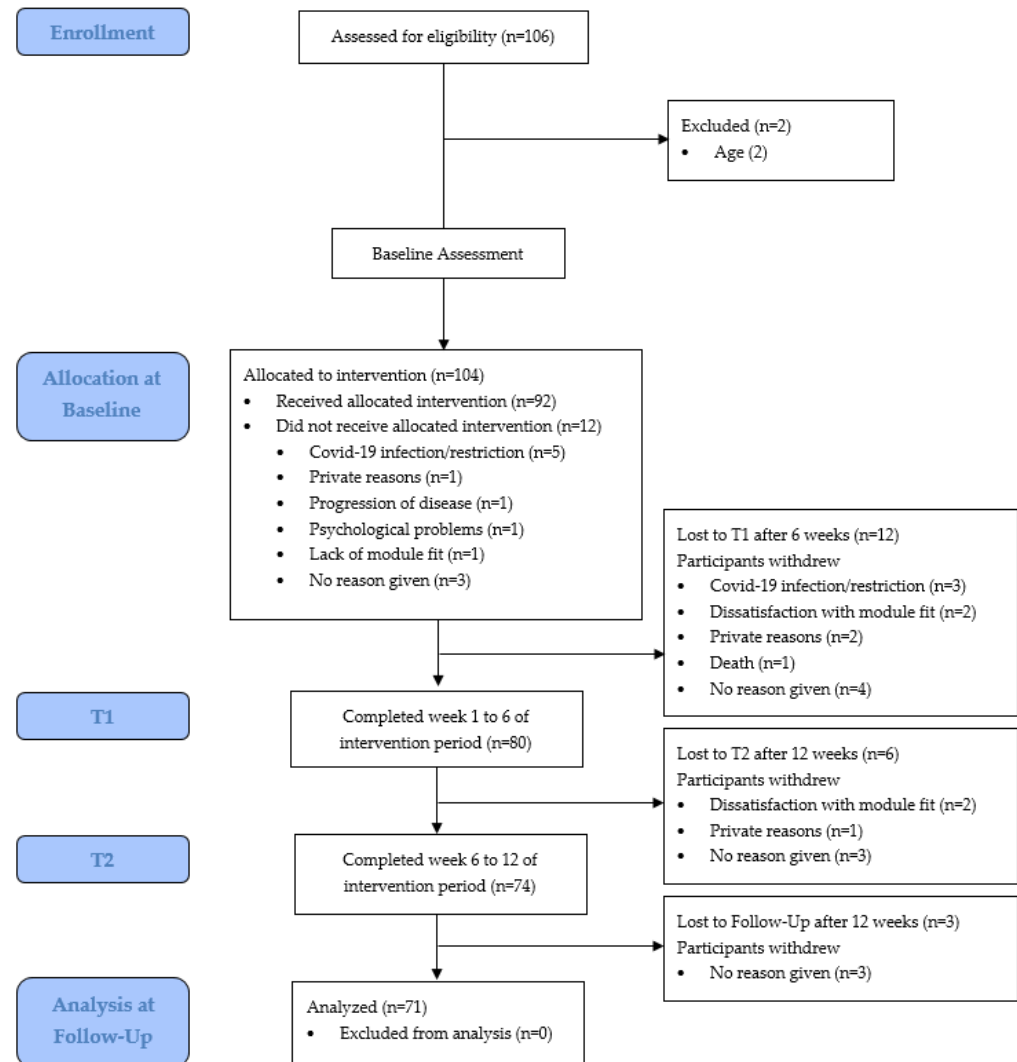 Enrollment
Assessed for eligibility (n=106)
Excluded (n=2)
• Age (2)
Baseline Assessment
Allocation at
Baseline
Allocated to intervention (n=104)
• Received allocated intervention (n=92)
• Did not receive allocated intervention (n=12)
• Covid-19 infection/restriction (n=5)
• Private reasons (n=1)
• Progression of disease (n=1)
• Psychological problems (n=1)
• Lack of module fit (n=1)
• No reason given (n=3)
Lost to T1 after 6 weeks (n=12)
Participants withdrew
• Covid-19 infection/restriction (n=3)
• Dissatisfaction with module fit (n=2)
• Private reasons (n=2)
• Death (n=1)
• No reason given (n=4)
T1
Completed week 1 to 6 of
intervention period (n=80)
Lost to T2 after 12 weeks (n=6)
Participants withdrew
• Dissatisfaction with module fit (n=2)
• Private reasons (n=1)
• No reason given (n=3)
T2
Completed week 6 to 12 of
intervention period (n=74)
Lost to Follow-Up after 12 weeks (n=3)
Participants withdrew
• No reason given (n=3)
Analysis at
Follow-Up
Analyzed (n=71)
• Excluded from analysis (n=0)